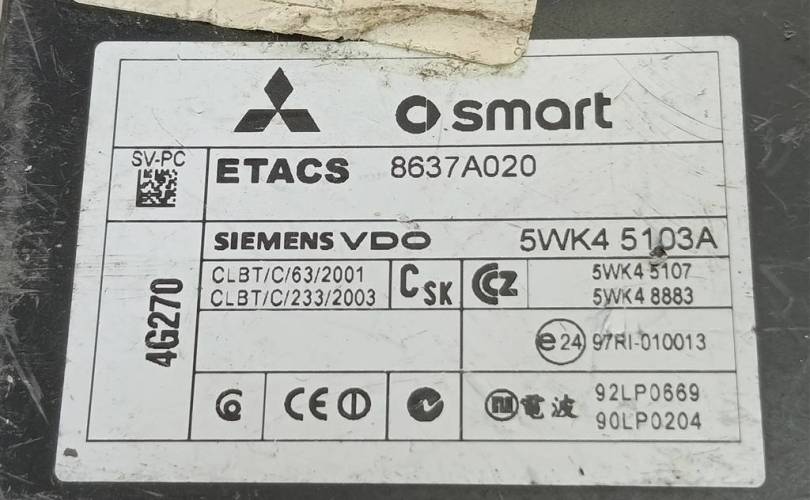 smart
SV-PC
ETACS 8637A020
SIEMENS VDO 5WK4 5103A
4G270
CLBT/C/63/2001
CLBT/C/233/2003
CSK
CCZ
5WK4 5107
5WK4 8883
e24 97RI-010013
CE
電波
92LP0669
90LP0204